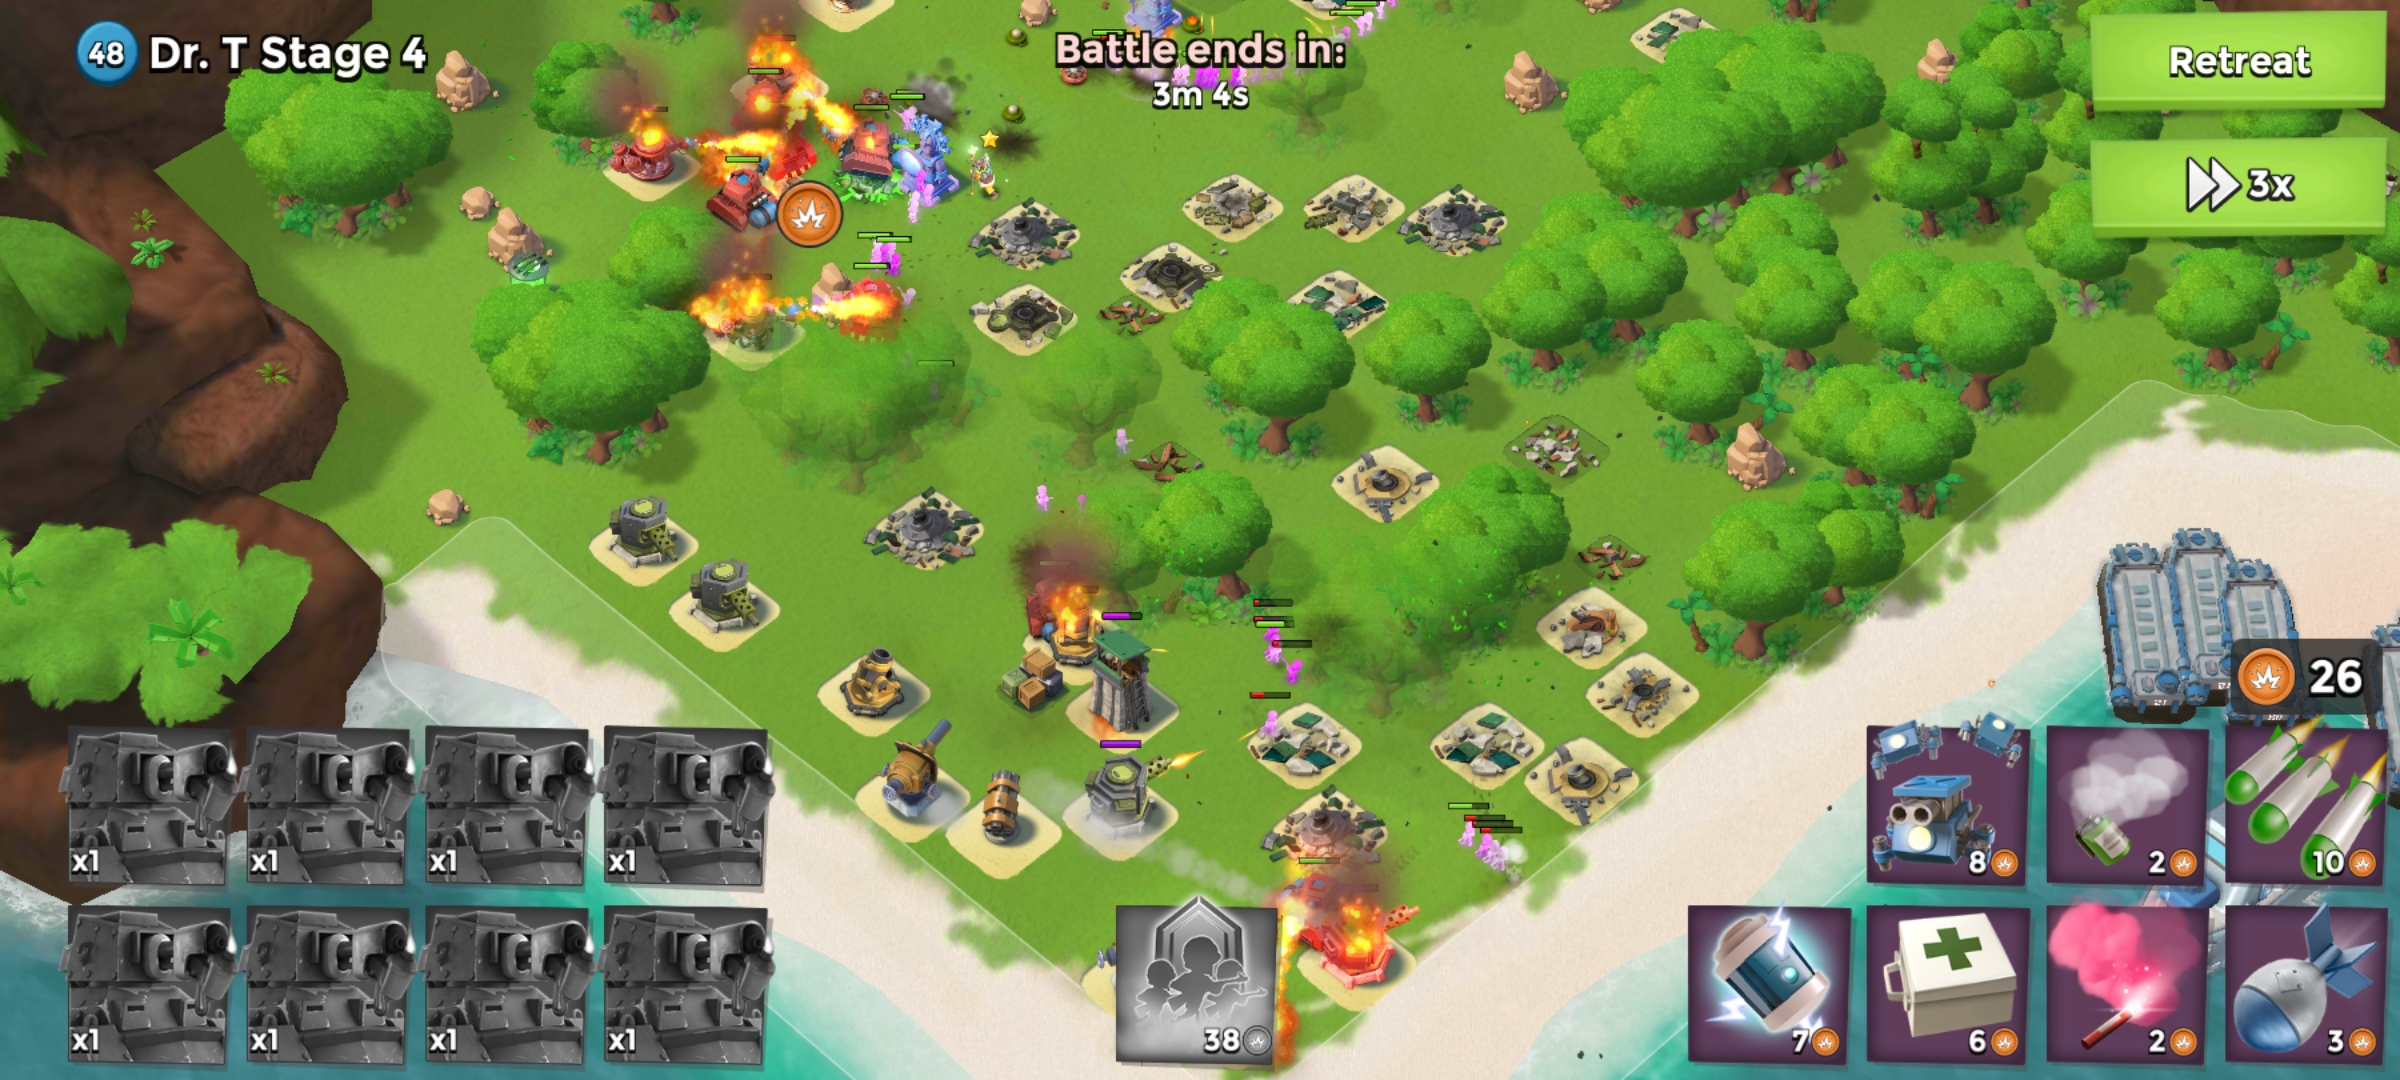 48 Dr. T Stage 4
Battle ends in:
3m 4s
Retreat
3x
26
8
2
10
x1
x1
x1
x1
7
6
2
3
x1
x1
x1
x1
38